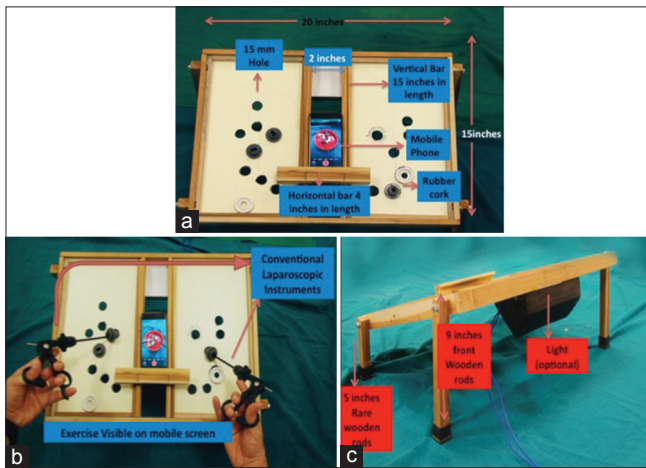 20 inches
15 mm
Hole
2 inches
Vertical Bar
15 inches in
length
15inches
Mobile
Phone
Rubber
cork
Horizontal bar 4
inches in length
a
Conventional
Laparoscopic
Instruments
Exercise Visible on mobile screen
b
9 inches
front
Wooden
rods
Light
(optional)
5 inches
Rare
wooden
rods
c